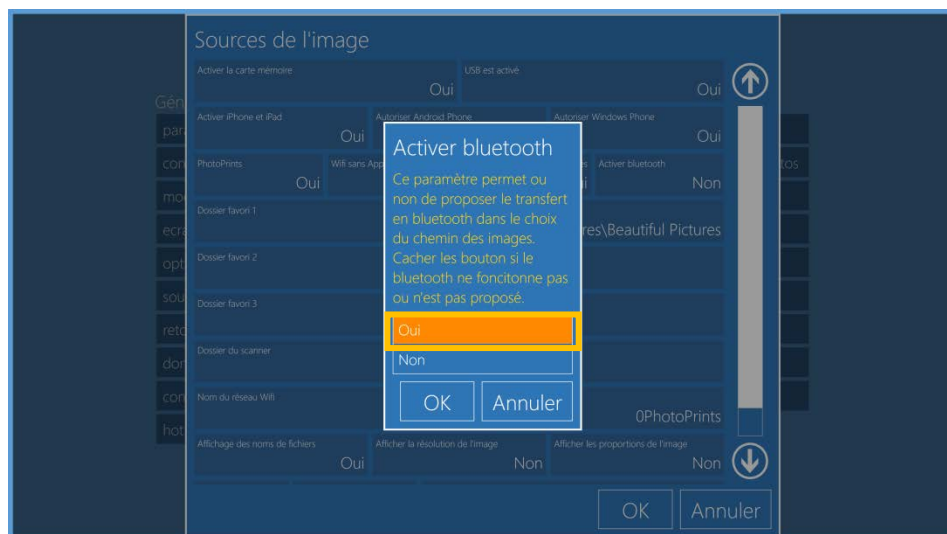 Sources de l'image
Activer la carte mémoire
Oui
USB est activé
Oui
Activer iPhone et iPad
Oui
Autoriser Android Phone
Autoriser Windows Phone
Oui
PhotoPrints
Oui
Wifi sans App
Activer bluetooth
Non
Dossier favori 1
res\Beautiful Pictures
Dossier favori 2
Dossier favori 3
Dossier du scanner
Nom du réseau Wifi
0PhotoPrints
Affichage des noms de fichiers
Oui
Afficher la résolution de l'image
Non
Afficher les proportions de l'image
Non
OK
Annuler
Activer bluetooth
Ce paramètre permet ou
non de proposer le transfert
en bluetooth dans le choix
du chemin des images.
Cacher les bouton si le
bluetooth ne foncitonne pas
ou n'est pas proposé.
Oui
Non
OK
Annuler